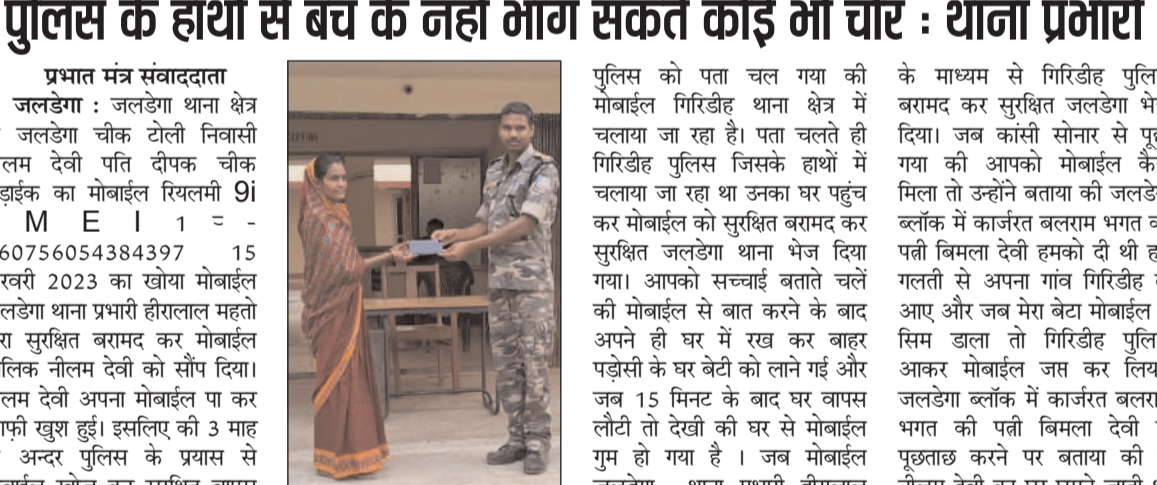 पुलिस के हाथों से बच के नहीं भाग सकते कोई भी चोर : थाना प्रभारी
प्रभात मंत्र संवाददाता
जलडेगा : जलडेगा थाना क्षेत्र
जलडेगा चीक टोली निवासी
लम देवी पति दीपक चीक
ड़ाईक का मोबाईल रियलमी 9i
M E I 1 = -
60756054384397 15
रवरी 2023 का खोया मोबाईल
लडेगा थाना प्रभारी हीरालाल महतो
रा सुरक्षित बरामद कर मोबाईल
लिक नीलम देवी को सौंप दिया।
लम देवी अपना मोबाईल पा कर
फ़ी खुश हुई। इसलिए की 3 माह
अन्दर पुलिस के प्रयास से
पुलिस को पता चल गया की
मोबाईल गिरिडीह थाना क्षेत्र में
चलाया जा रहा है। पता चलते ही
गिरिडीह पुलिस जिसके हाथों में
चलाया जा रहा था उनका घर पहुंच
कर मोबाईल को सुरक्षित बरामद कर
सुरक्षित जलडेगा थाना भेज दिया
गया। आपको सच्चाई बताते चलें
की मोबाईल से बात करने के बाद
अपने ही घर में रख कर बाहर
पड़ोसी के घर बेटी को लाने गई और
जब 15 मिनट के बाद घर वापस
लौटी तो देखी की घर से मोबाईल
गुम हो गया है । जब मोबाईल
के माध्यम से गिरिडीह पुलि
बरामद कर सुरक्षित जलडेगा भे
दिया। जब कांसी सोनार से पू
गया की आपको मोबाईल कै
मिला तो उन्होंने बताया की जलडे
ब्लॉक में कार्जरत बलराम भगत
पत्नी बिमला देवी हमको दी थी ह
गलती से अपना गांव गिरिडीह
आए और जब मेरा बेटा मोबाईल
सिम डाला तो गिरिडीह पुलि
आकर मोबाईल जप्त कर लिय
जलडेगा ब्लॉक में कार्जरत बलरा
भगत की पत्नी बिमला देवी
पूछताछ करने पर बताया की